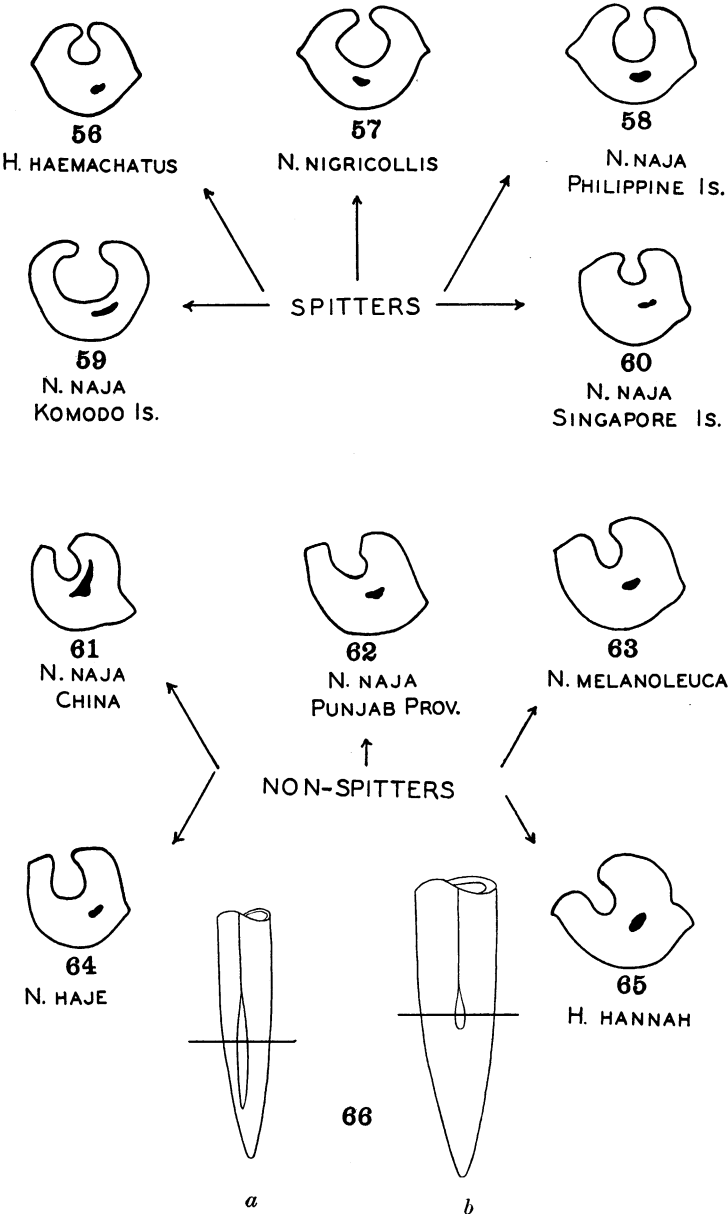 56
H. HAEMACHATUS
57
N. NIGRICOLLIS
58
N. NAJA
PHILIPPINE IS.
SPITTERS
59
N. NAJA
KOMODO IS.
60
N. NAJA
SINGAPORE IS.
61
N. NAJA
CHINA
62
N. NAJA
PUNJAB PROV.
63
N. MELANOLEUCA
NON-SPITTERS
64
N. HAJE
65
H. HANNAH
66
a
b